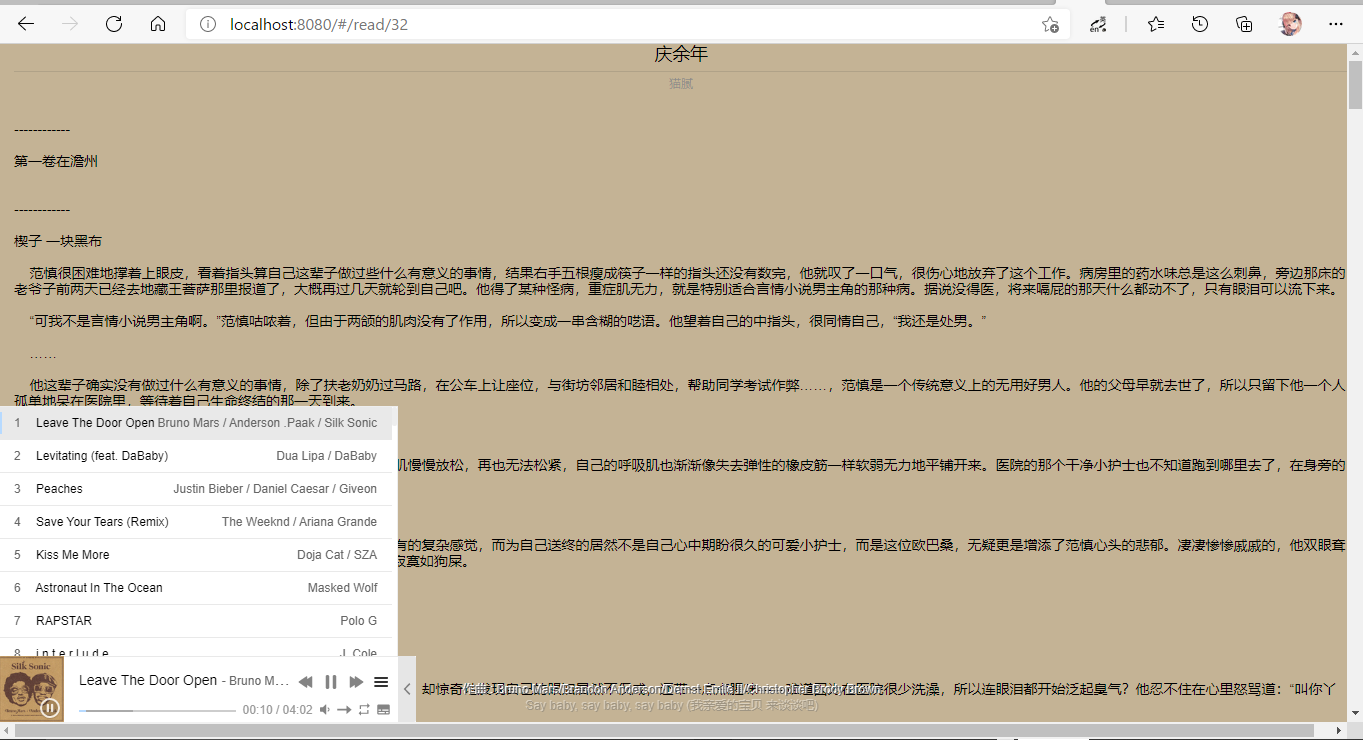 localhost:8080/#/read/32
庆余年
猫腻
------------
第一卷在澹州
------------
楔子 一块黑布
范慎很困难地撑着上眼皮，看着指头算自己这辈子做过些什么有意义的事情，结果右手五根瘦成筷子一样的指头还没有数完，他就叹了一口气，很伤心地放弃了这个工作。病房里的药水味总是这么刺鼻，旁边那床的
老爷子前两天已经去地藏王菩萨那里报道了，大概再过几天就轮到自己吧。他得了某种怪病，重症肌无力，就是特别适合言情小说男主角的那种病。据说没得医，将来嗝屁的那天什么都动不了，只有眼泪可以流下来。
“可我不是言情小说男主角啊。”范慎咕哝着，但由于两颌的肌肉没有了作用，所以变成一串含糊的呓语。他望着自己的中指头，很同情自己，“我还是处男。”
……
他这辈子确实没有做过什么有意义的事情，除了扶老奶奶过马路，在公车上让座位，与街坊邻居和睦相处，帮助同学考试作弊……，范慎是一个传统意义上的无用好男人。他的父母早就去世了，所以只留下他一个人
孤单地呆在医院里，等待着自己生命终结的那一天到来。
肌慢慢放松，再也无法松紧，自己的呼吸肌也渐渐像失去弹性的橡皮筋一样软弱无力地平铺开来。医院的那个干净小护士也不知道跑到哪里去了，在身旁的
有的复杂感觉，而为自己送终的居然不是自己心中期盼很久的可爱小护士，而是这位欧巴桑，无疑更是增添了范慎心头的悲郁。凄凄惨惨戚戚的，他双眼耷
寂寞如狗屎。
1 Leave The Door Open Bruno Mars / Anderson .Paak / Silk Sonic
2 Levitating (feat. DaBaby) Dua Lipa / DaBaby
3 Peaches Justin Bieber / Daniel Caesar / Giveon
4 Save Your Tears (Remix) The Weeknd / Ariana Grande
5 Kiss Me More Doja Cat / SZA
6 Astronaut In The Ocean Masked Wolf
7 RAPSTAR Polo G
8 i n t e r l u d e J. Cole
Silk Sonic
Leave The Door Open - Bruno M...
00:10 / 04:02
却惊奇
很少洗澡，所以连眼泪都开始泛起臭气？他忍不住在心里怒骂道：“叫你丫
Say baby, say baby, say baby (我亲爱的宝贝 来谈谈吧)